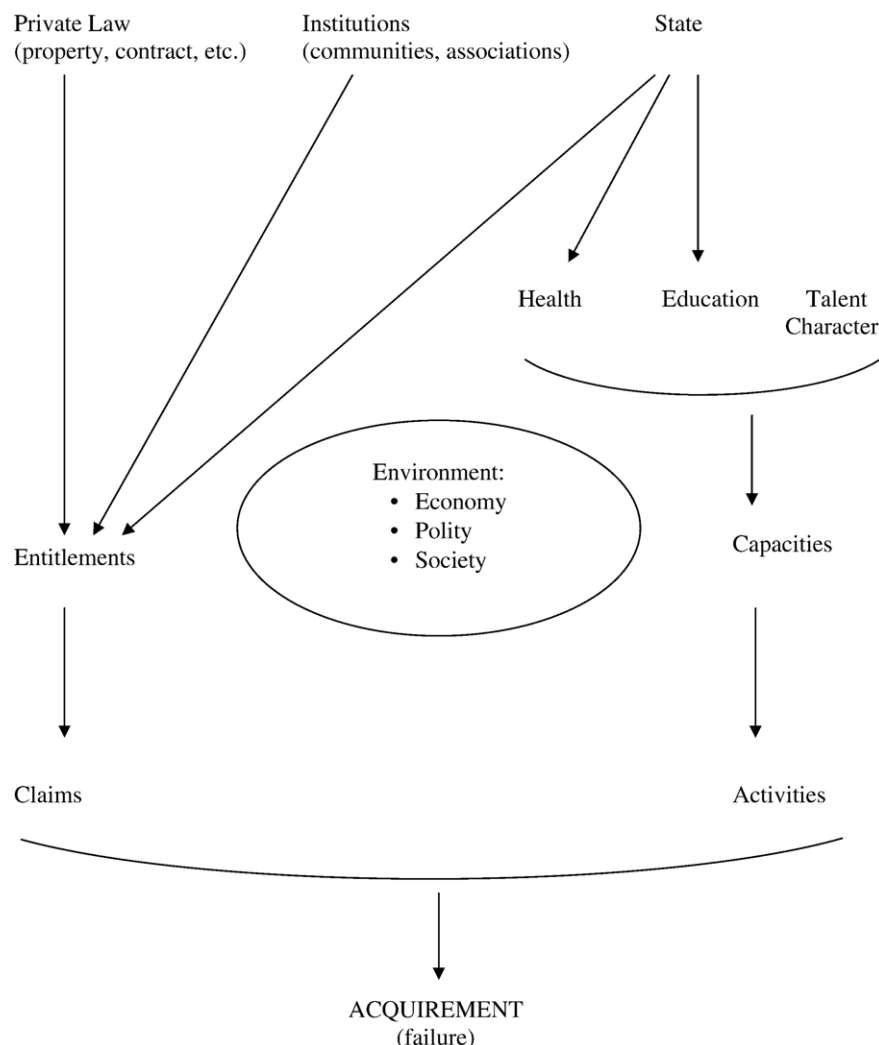 Private Law
(property, contract, etc.)
Institutions
(communities, associations)
State
Health
Education
Talent
Character
Environment:
• Economy
• Polity
• Society
Entitlements
Capacities
Claims
Activities
ACQUIREMENT
(failure)